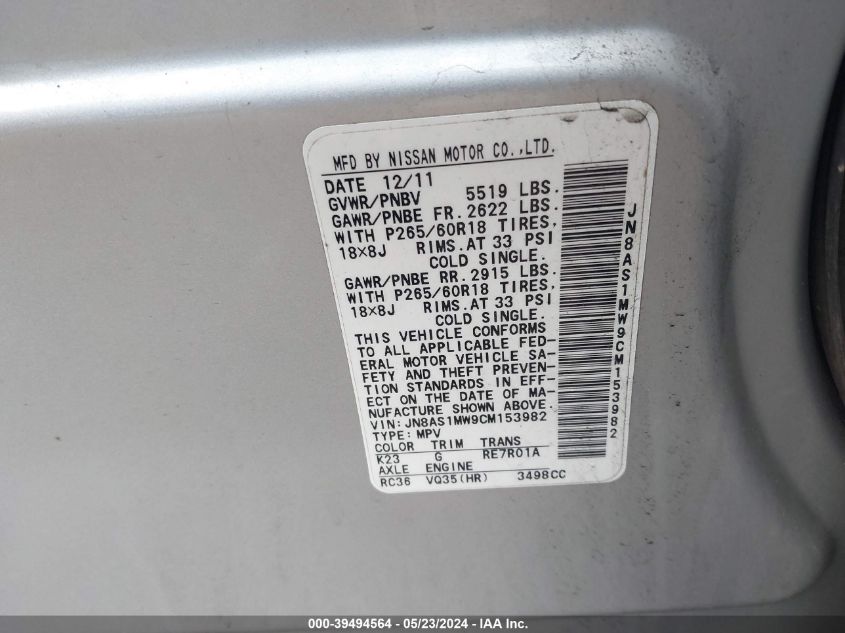 MFD BY NISSAN MOTOR CO.,LTD.
DATE 12/11
GVWR/PNBV 5519 LBS.
GAWR/PNBE FR. 2622 LBS.
WITH P265/60R18 TIRES,
18×8J RIMS.AT 33 PSI
COLD SINGLE.
GAWR/PNBE RR. 2915 LBS.
WITH P265/60R18 TIRES,
18×8J RIMS.AT 33 PSI
COLD SINGLE.
THIS VEHICLE CONFORMS
TO ALL APPLICABLE FED-
ERAL MOTOR VEHICLE SA-
FETY AND THEFT PREVEN-
TION STANDARDS IN EFF-
ECT ON THE DATE OF MA-
NUFACTURE SHOWN ABOVE.
VIN: JN8AS1MW9CM153982
TYPE: MPV
COLOR TRIM TRANS
K23 G RE7R01A
AXLE ENGINE
RC36 VQ35(HR) 3498CC
JN8AS1MW9CM153982
000-39494564 - 05/23/2024 - IAA Inc.